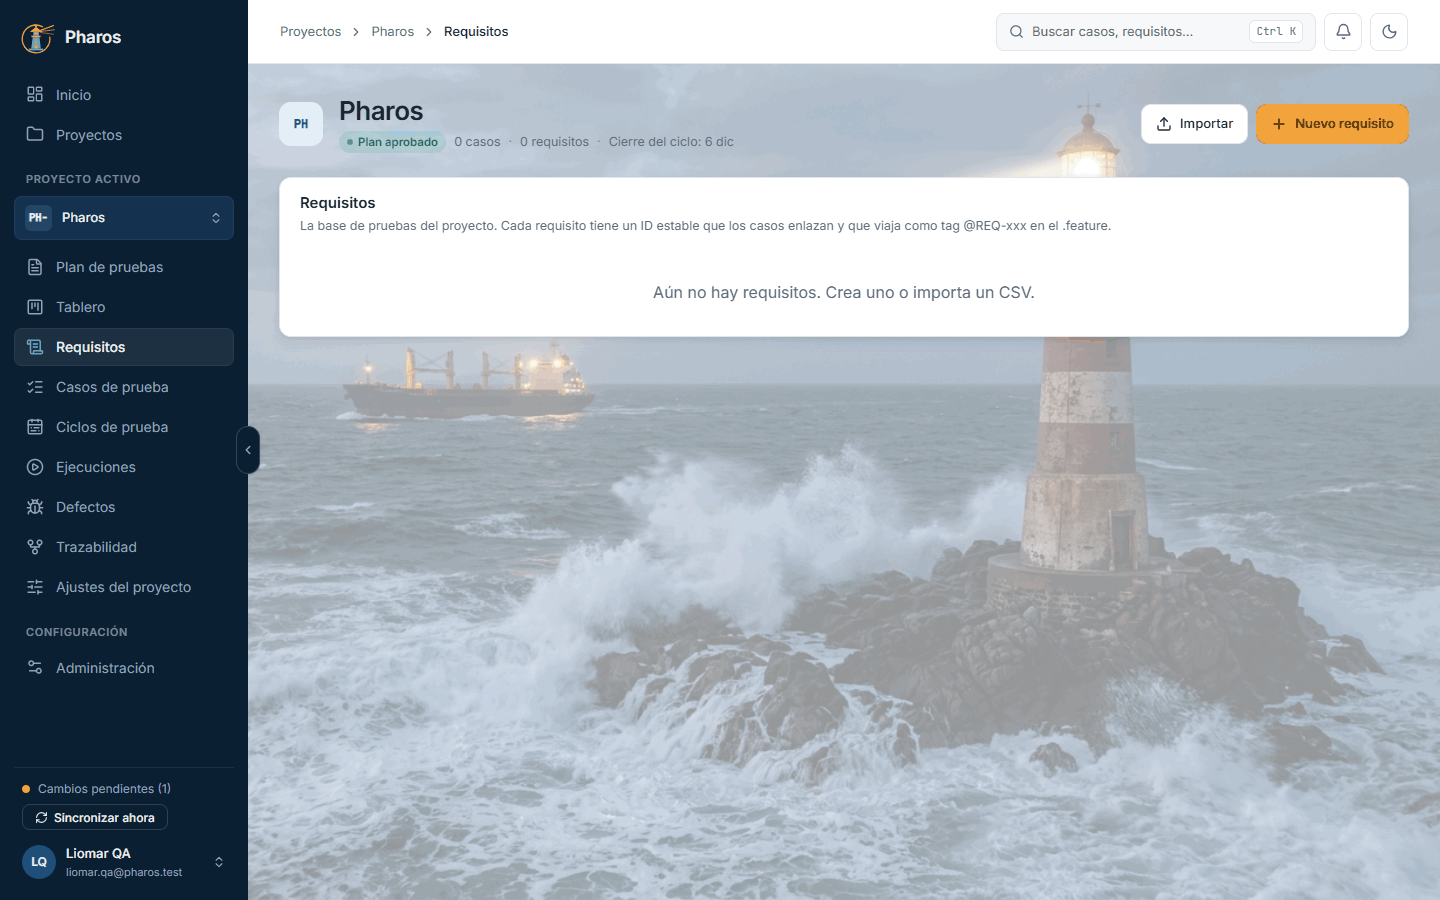 Pharos
Inicio
Proyectos
PROYECTO ACTIVO
PH- Pharos
Plan de pruebas
Tablero
Requisitos
Casos de prueba
Ciclos de prueba
Ejecuciones
Defectos
Trazabilidad
Ajustes del proyecto
CONFIGURACIÓN
Administración
Cambios pendientes (1)
Sincronizar ahora
LQ
Liomar QA
liomar.qa@pharos.test
Proyectos > Pharos > Requisitos
Buscar casos, requisitos... Ctrl K
PH
Pharos
Plan aprobado 0 casos · 0 requisitos · Cierre del ciclo: 6 dic
Importar
Nuevo requisito
Requisitos
La base de pruebas del proyecto. Cada requisito tiene un ID estable que los casos enlazan y que viaja como tag @REQ-xxx en el .feature.
Aún no hay requisitos. Crea uno o importa un CSV.